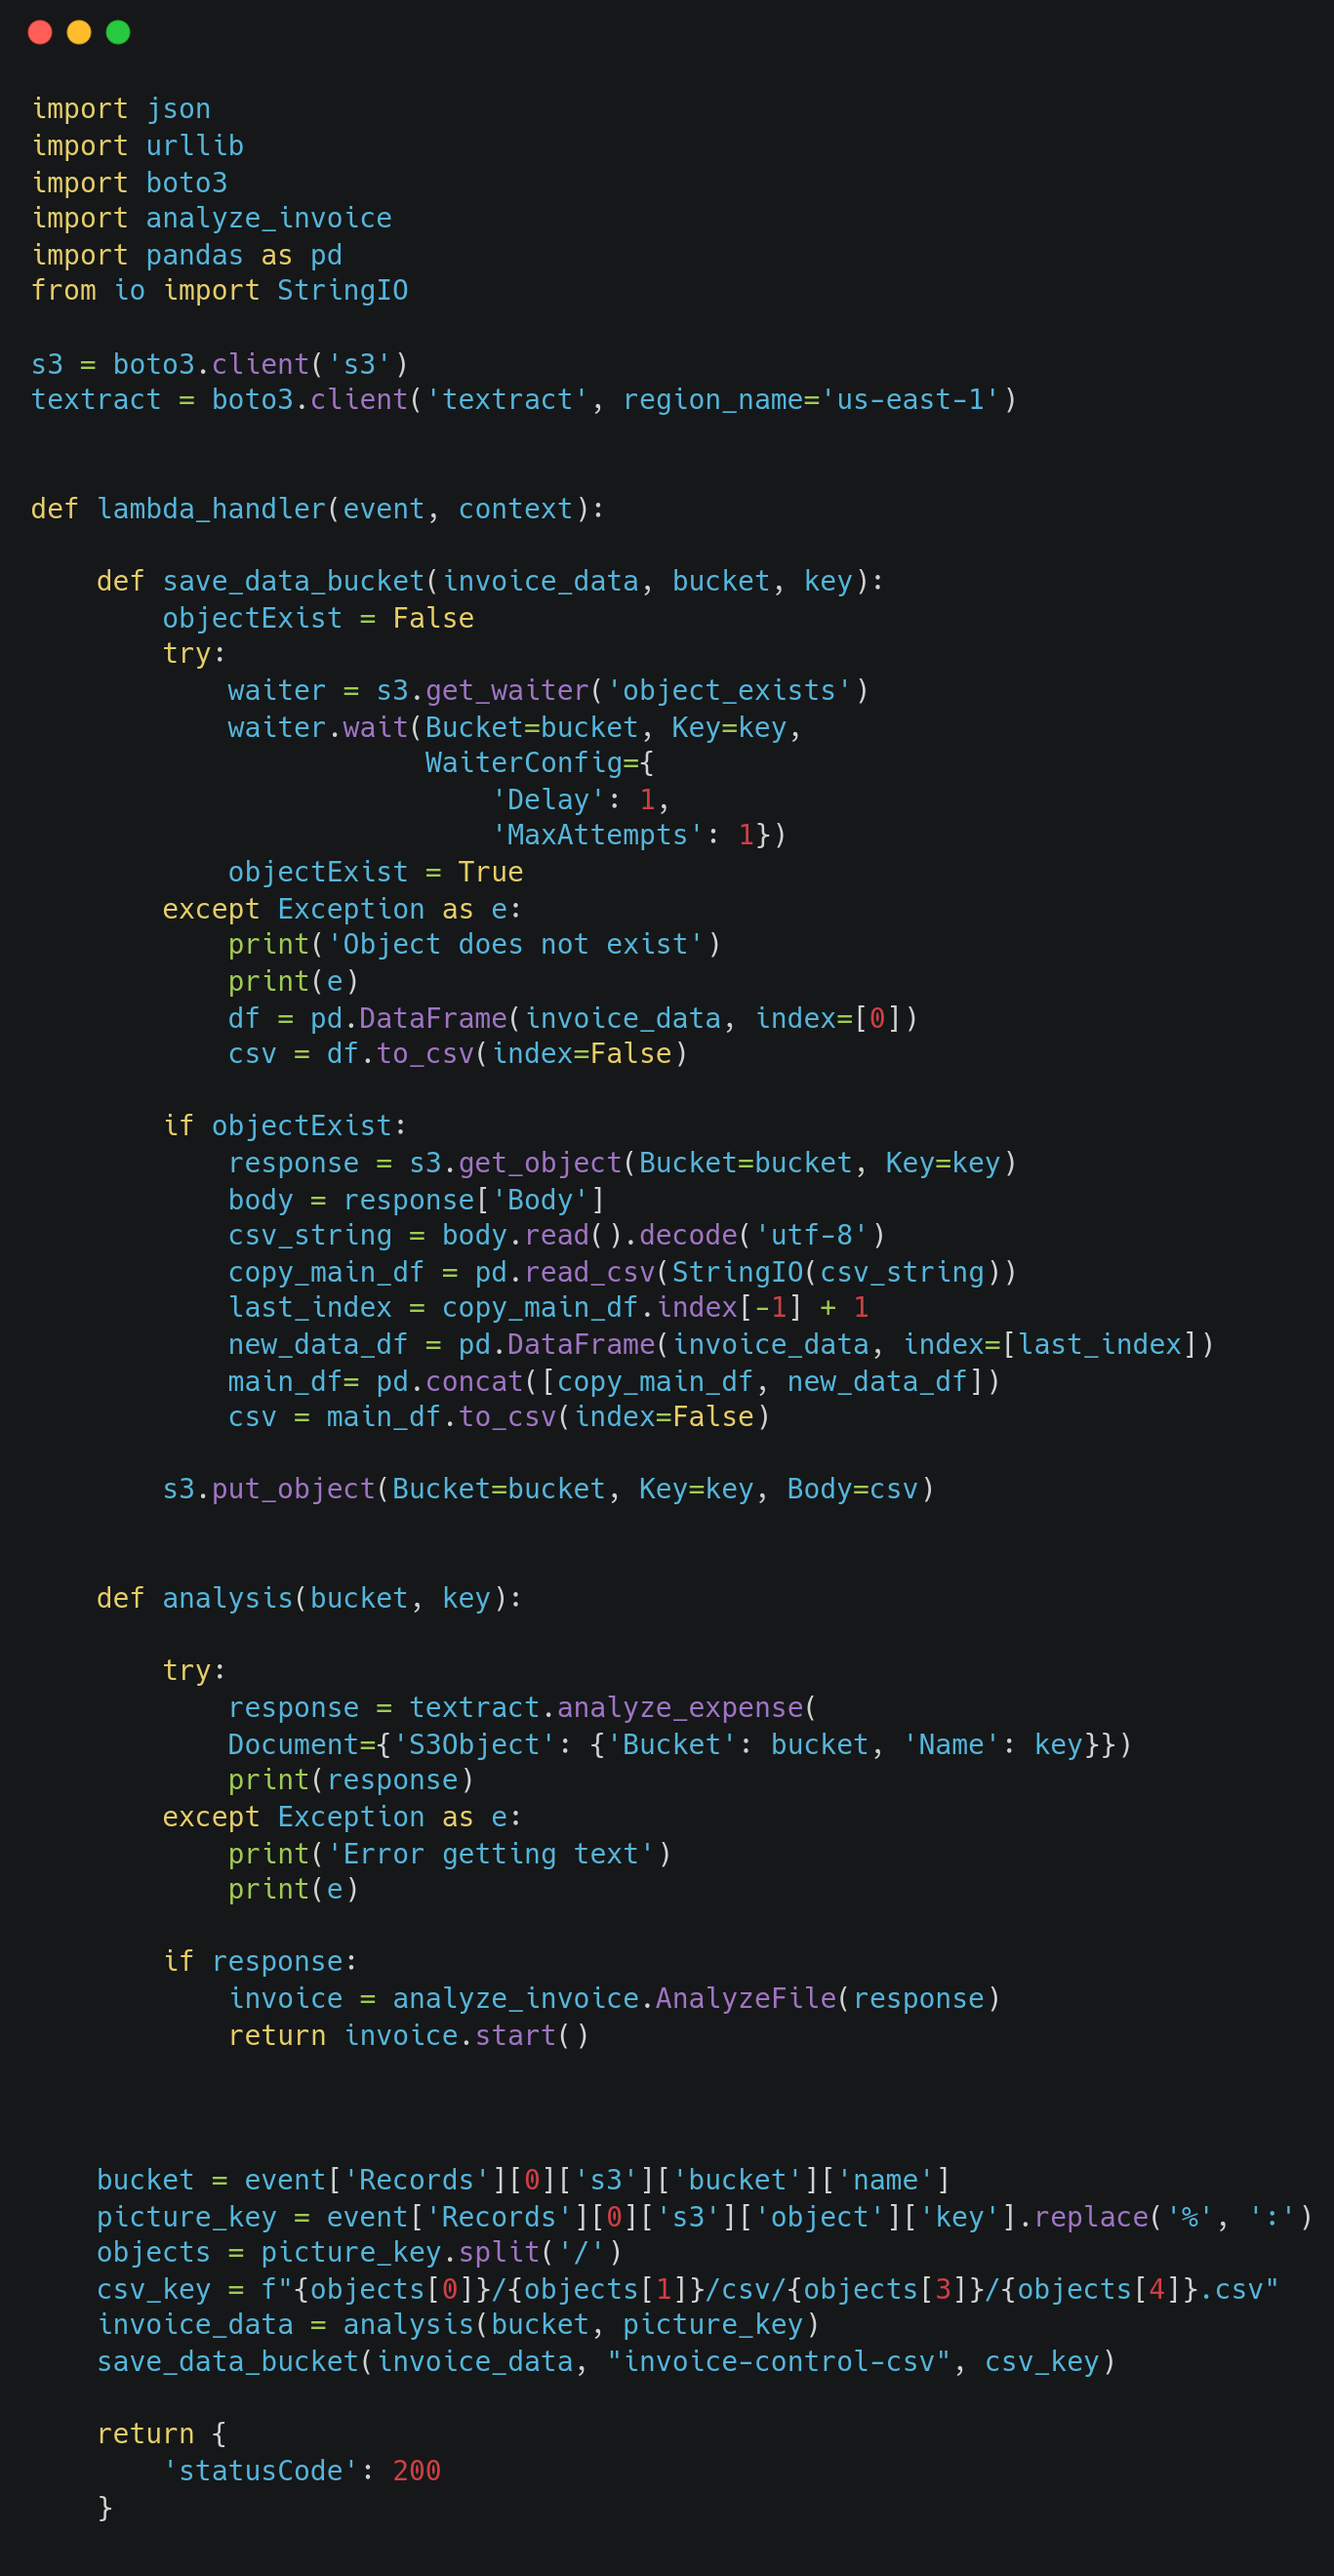 import json
import urllib
import boto3
import analyze_invoice
import pandas as pd
from io import StringIO

s3 = boto3.client('s3')
textract = boto3.client('textract', region_name='us-east-1')


def lambda_handler(event, context):

    def save_data_bucket(invoice_data, bucket, key):
        objectExist = False
        try:
            waiter = s3.get_waiter('object_exists')
            waiter.wait(Bucket=bucket, Key=key,
                        WaiterConfig={
                            'Delay': 1,
                            'MaxAttempts': 1})
            objectExist = True
        except Exception as e:
            print('Object does not exist')
            print(e)
            df = pd.DataFrame(invoice_data, index=[0])
            csv = df.to_csv(index=False)

        if objectExist:
            response = s3.get_object(Bucket=bucket, Key=key)
            body = response['Body']
            csv_string = body.read().decode('utf-8')
            copy_main_df = pd.read_csv(StringIO(csv_string))
            last_index = copy_main_df.index[-1] + 1
            new_data_df = pd.DataFrame(invoice_data, index=[last_index])
            main_df= pd.concat([copy_main_df, new_data_df])
            csv = main_df.to_csv(index=False)

        s3.put_object(Bucket=bucket, Key=key, Body=csv)


    def analysis(bucket, key):

        try:
            response = textract.analyze_expense(
            Document={'S3Object': {'Bucket': bucket, 'Name': key}})
            print(response)
        except Exception as e:
            print('Error getting text')
            print(e)

        if response:
            invoice = analyze_invoice.AnalyzeFile(response)
            return invoice.start()



    bucket = event['Records'][0]['s3']['bucket']['name']
    picture_key = event['Records'][0]['s3']['object']['key'].replace('%', ':')
    objects = picture_key.split('/')
    csv_key = f"{objects[0]}/{objects[1]}/csv/{objects[3]}/{objects[4]}.csv"
    invoice_data = analysis(bucket, picture_key)
    save_data_bucket(invoice_data, "invoice-control-csv", csv_key)

    return {
        'statusCode': 200
    }